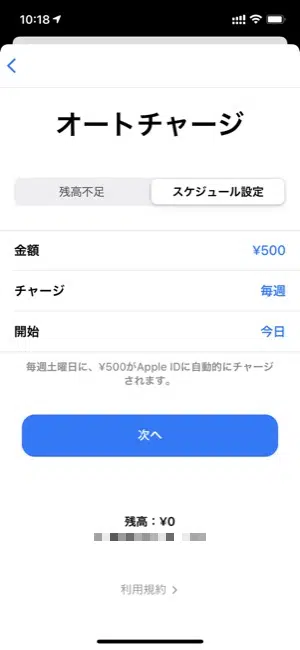 10:18
オートチャージ
残高不足 スケジュール設定
金額 ¥500
チャージ 毎週
開始 今日
毎週土曜日に、¥500がApple IDに自動的にチャージ
されます。
次へ
残高：¥0
利用規約